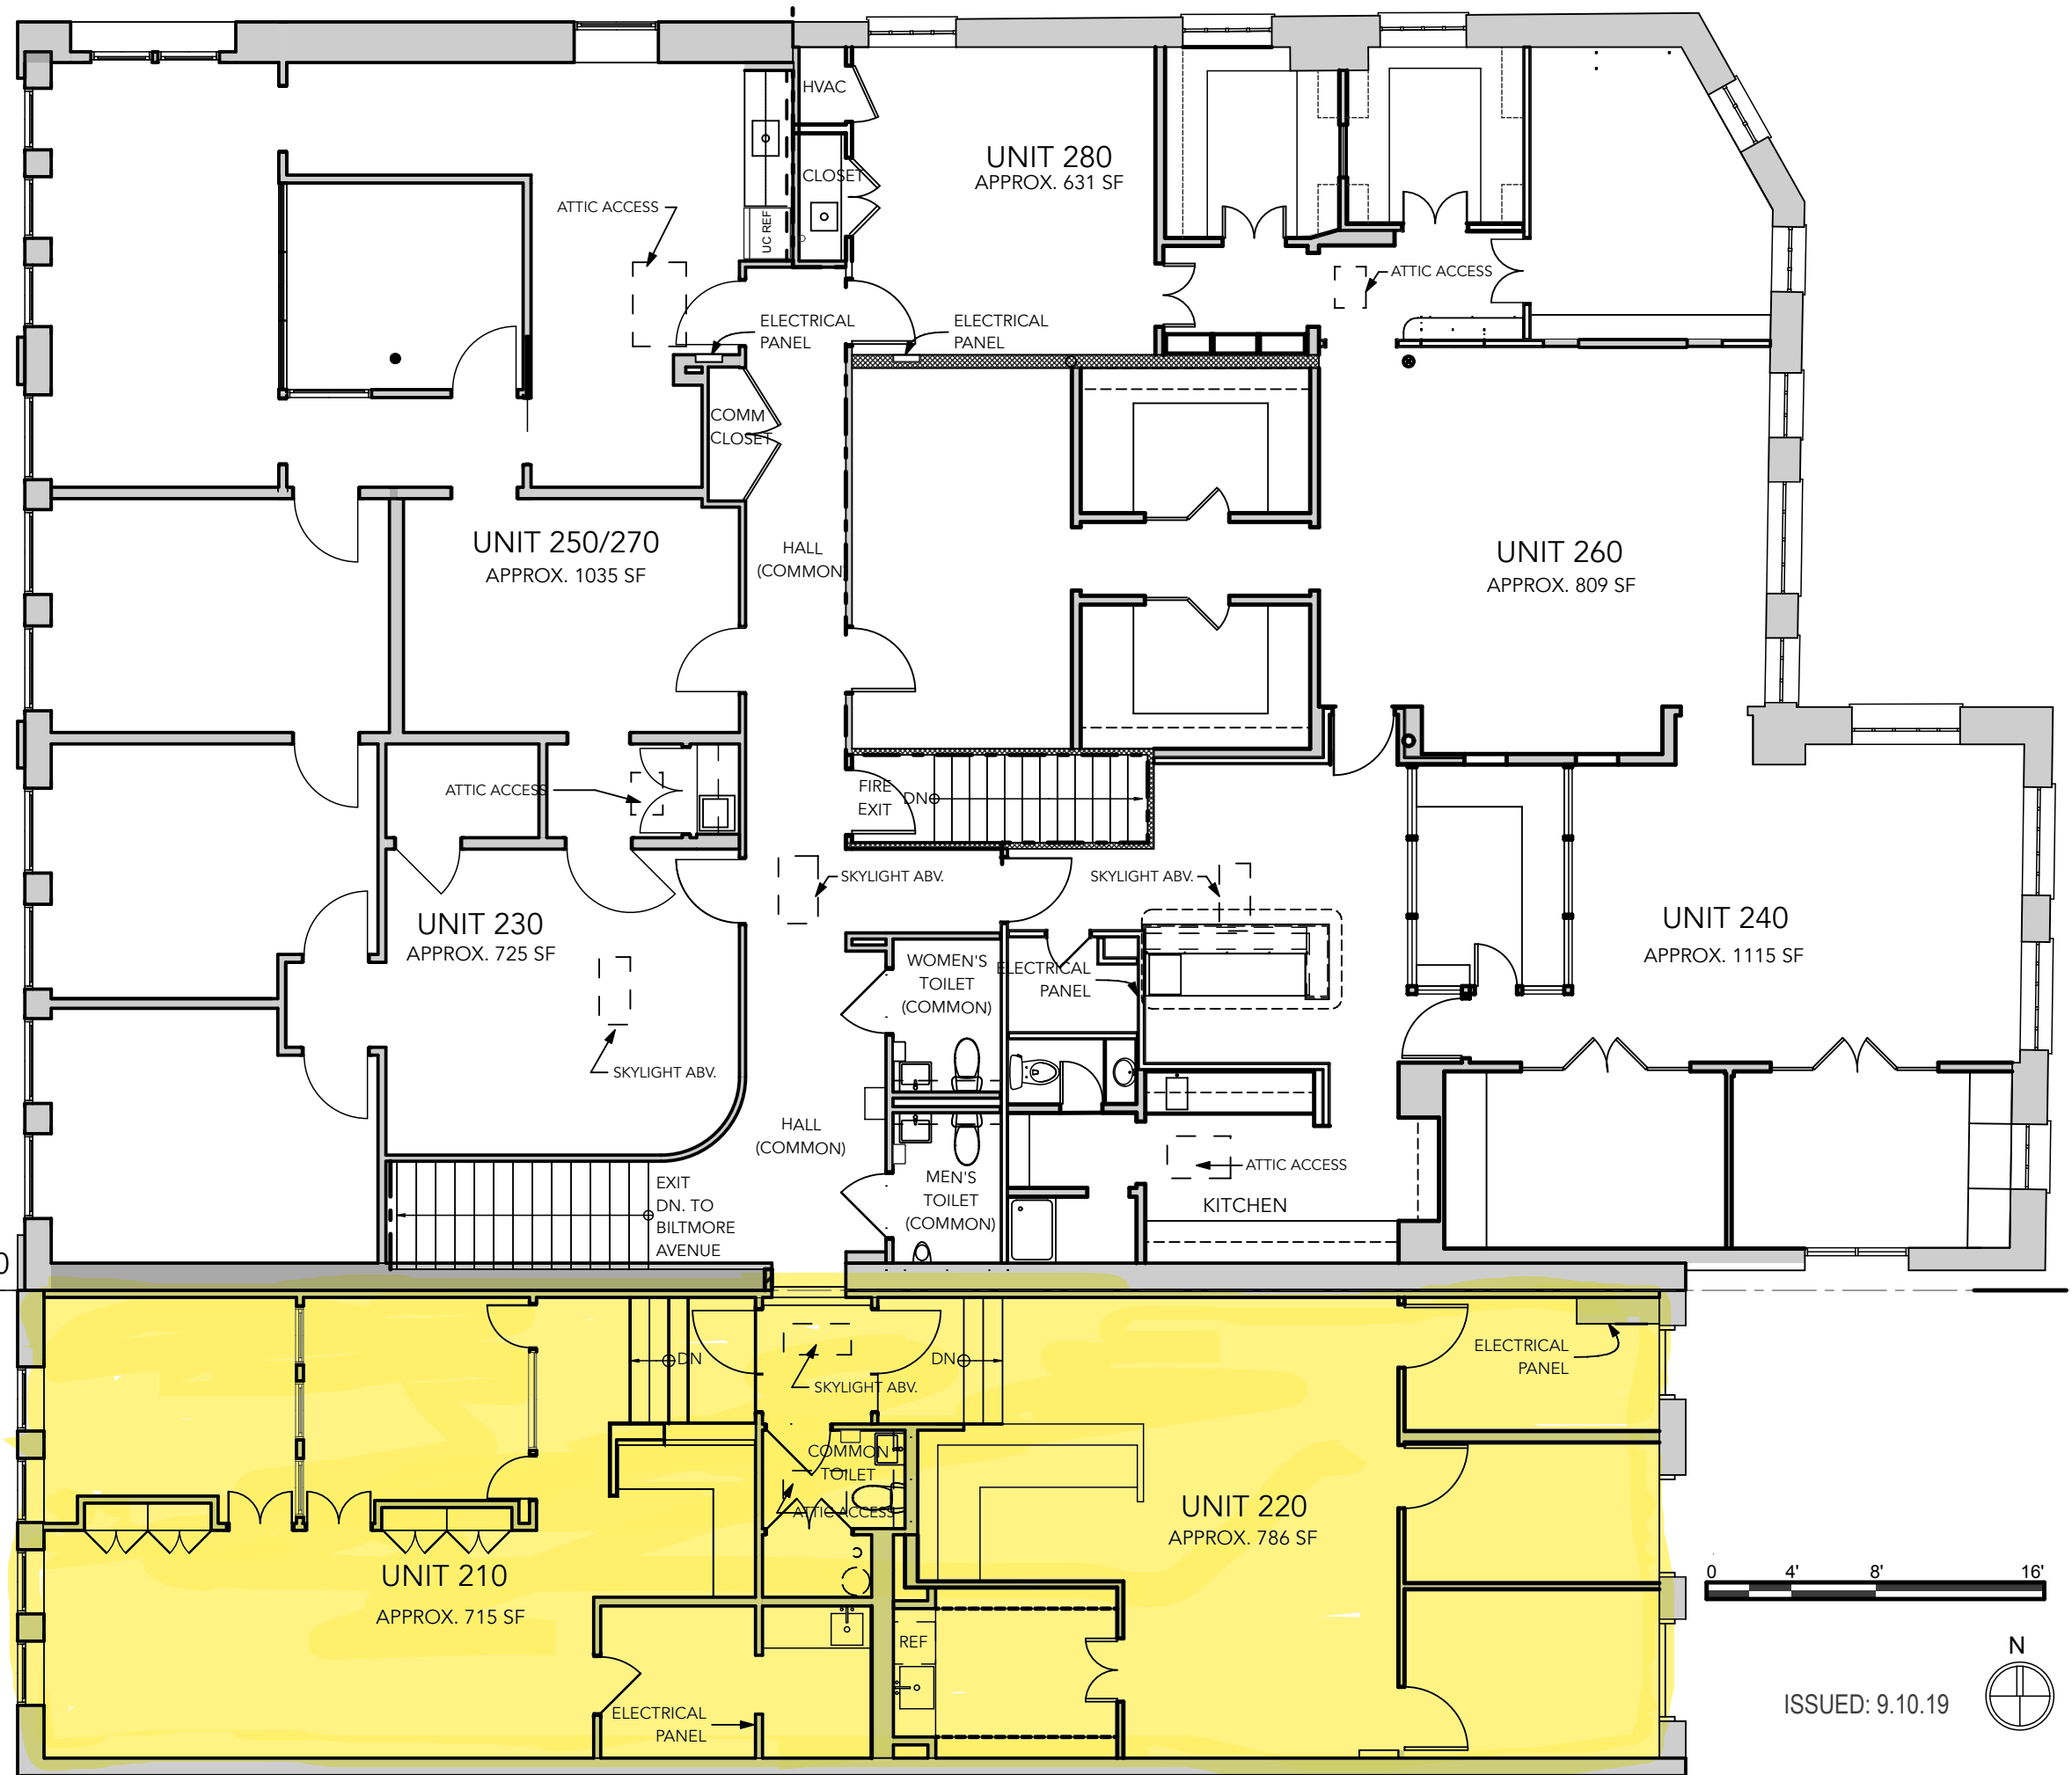 HVAC
CLOSET
UC REF
UNIT 280
APPROX. 631 SF
ATTIC ACCESS
ATTIC ACCESS
ELECTRICAL
PANEL
ELECTRICAL
PANEL
COMM
CLOSET
UNIT 250/270
APPROX. 1035 SF
HALL
(COMMON)
UNIT 260
APPROX. 809 SF
ATTIC ACCESS
FIRE
EXIT
DN
SKYLIGHT ABV.
SKYLIGHT ABV.
UNIT 230
APPROX. 725 SF
UNIT 240
APPROX. 1115 SF
WOMEN'S
TOILET
(COMMON)
ELECTRICAL
PANEL
SKYLIGHT ABV.
HALL
(COMMON)
MEN'S
TOILET
(COMMON)
ATTIC ACCESS
KITCHEN
EXIT
DN. TO
BILTMORE
AVENUE
0
DN
DN
SKYLIGHT ABV.
ELECTRICAL
PANEL
COMMON
TOILET
ATTIC ACCESS
UNIT 210
APPROX. 715 SF
UNIT 220
APPROX. 786 SF
REF
ELECTRICAL
PANEL
0 4' 8' 16'
N
ISSUED: 9.10.19